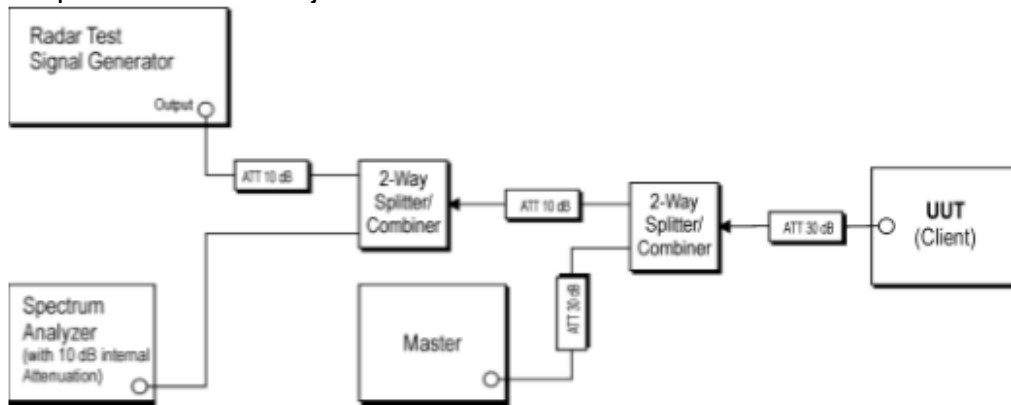 Radar Test
Signal Generator
Output
ATT 10 dB
2-Way
Splitter/
Combiner
ATT 10 dB
2-Way
Splitter/
Combiner
ATT 30 dB
UUT
(Client)
Spectrum
Analyzer
(with 10 dB internal
Attenuation)
Master
ATT 30 dB